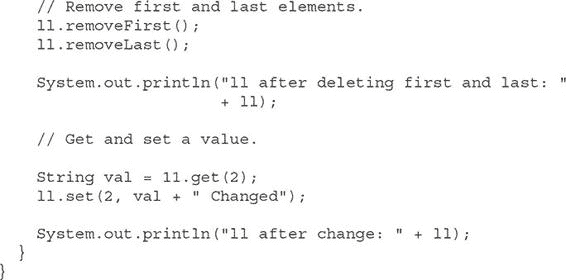 // Remove first and last elements.
ll.removeFirst();
ll.removeLast();
System.out.println("ll after deleting first and last: "
+ ll);
// Get and set a value.
String val = ll.get(2);
ll.set(2, val + " Changed");
System.out.println("ll after change: " + ll);
}
}